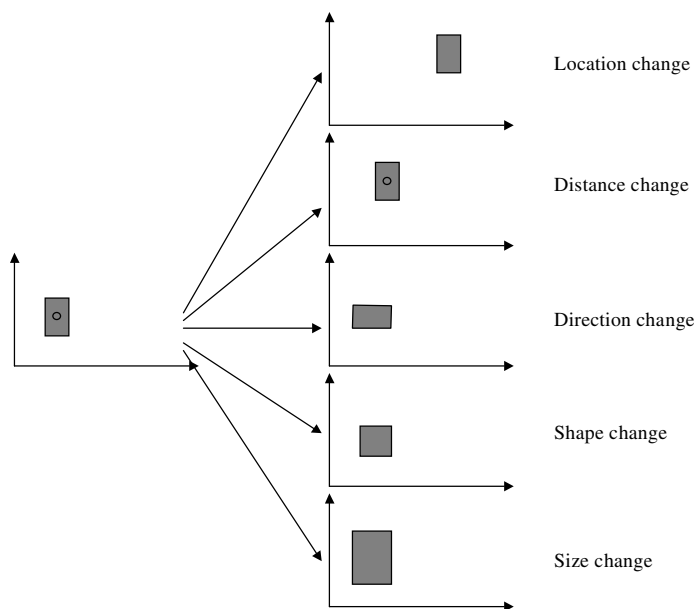 Location change
Distance change
Direction change
Shape change
Size change